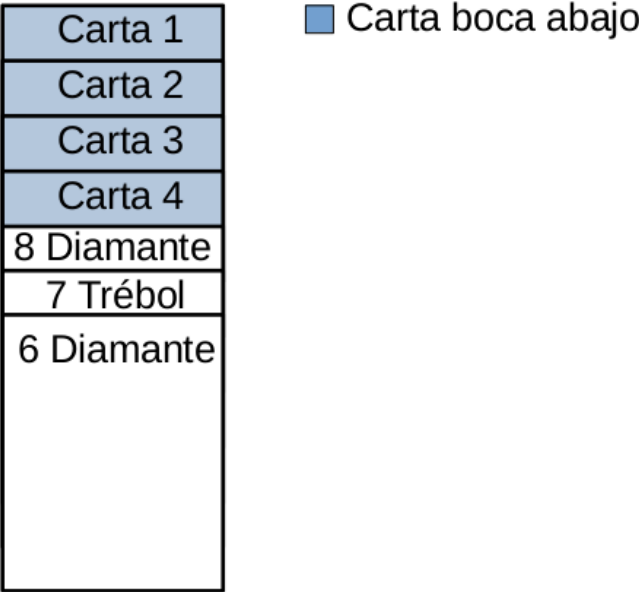 Carta 1
Carta boca abajo
Carta 2
Carta 3
Carta 4
8 Diamante
7 Trébol
6 Diamante